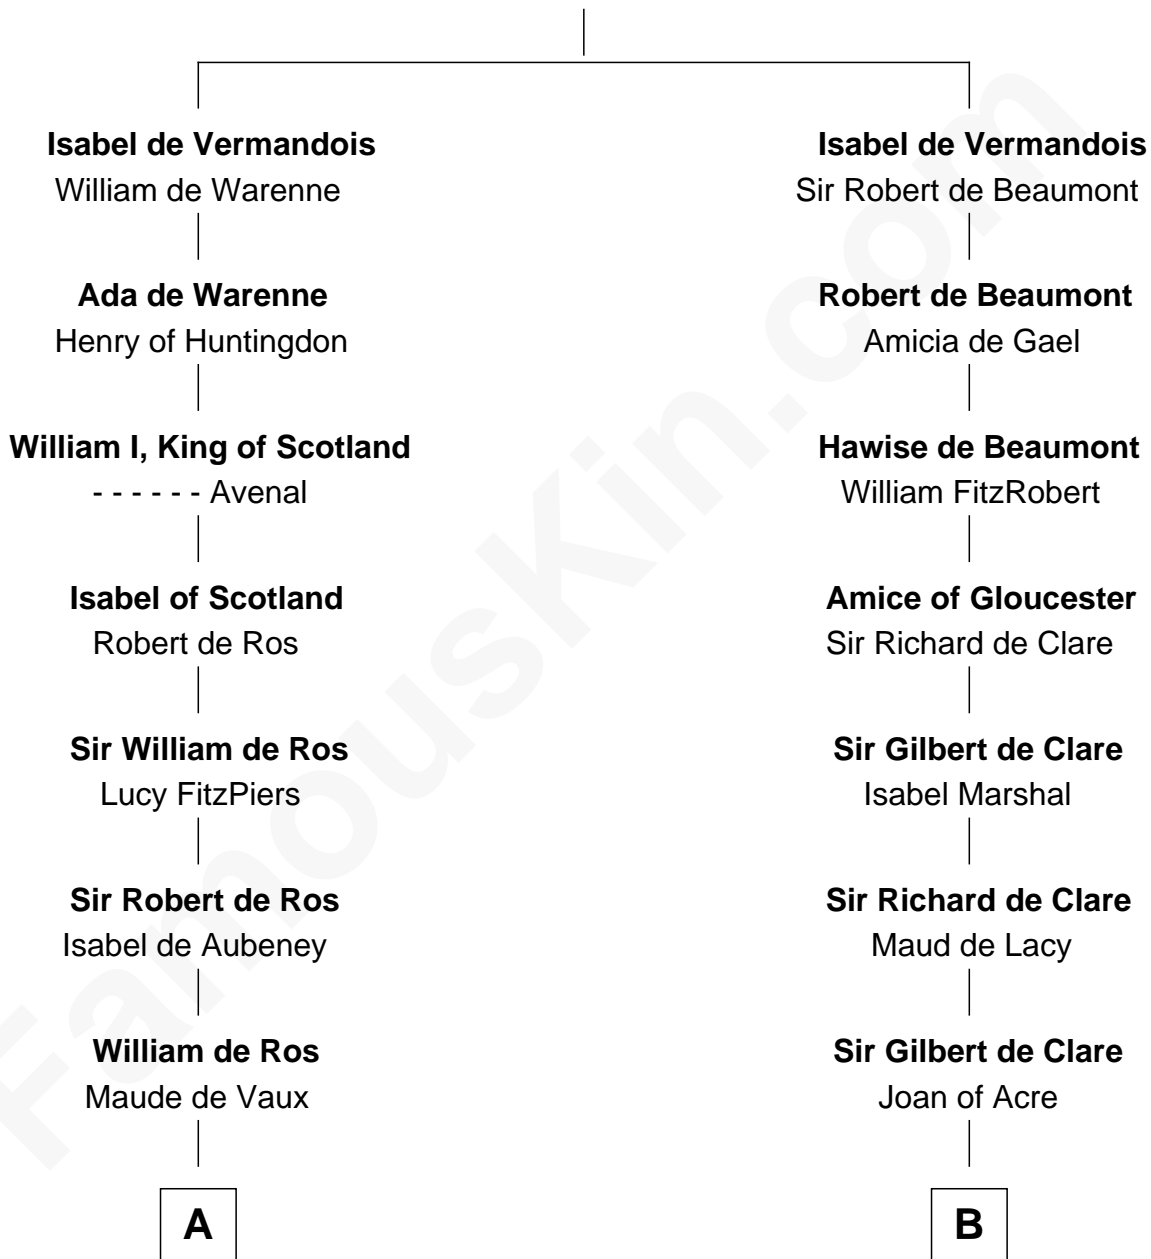 Isabel de Vermandois
William de Warenne
Ada de Warenne
Henry of Huntingdon
William I, King of Scotland
- - - - - - Avenal
Isabel of Scotland
Robert de Ros
Sir William de Ros
Lucy FitzPiers
Sir Robert de Ros
Isabel de Aubeney
William de Ros
Maude de Vaux
A
Isabel de Vermandois
Sir Robert de Beaumont
Robert de Beaumont
Amicia de Gael
Hawise de Beaumont
William FitzRobert
Amice of Gloucester
Sir Richard de Clare
Sir Gilbert de Clare
Isabel Marshal
Sir Richard de Clare
Maud de Lacy
Sir Gilbert de Clare
Joan of Acre
B
FamousKin.com